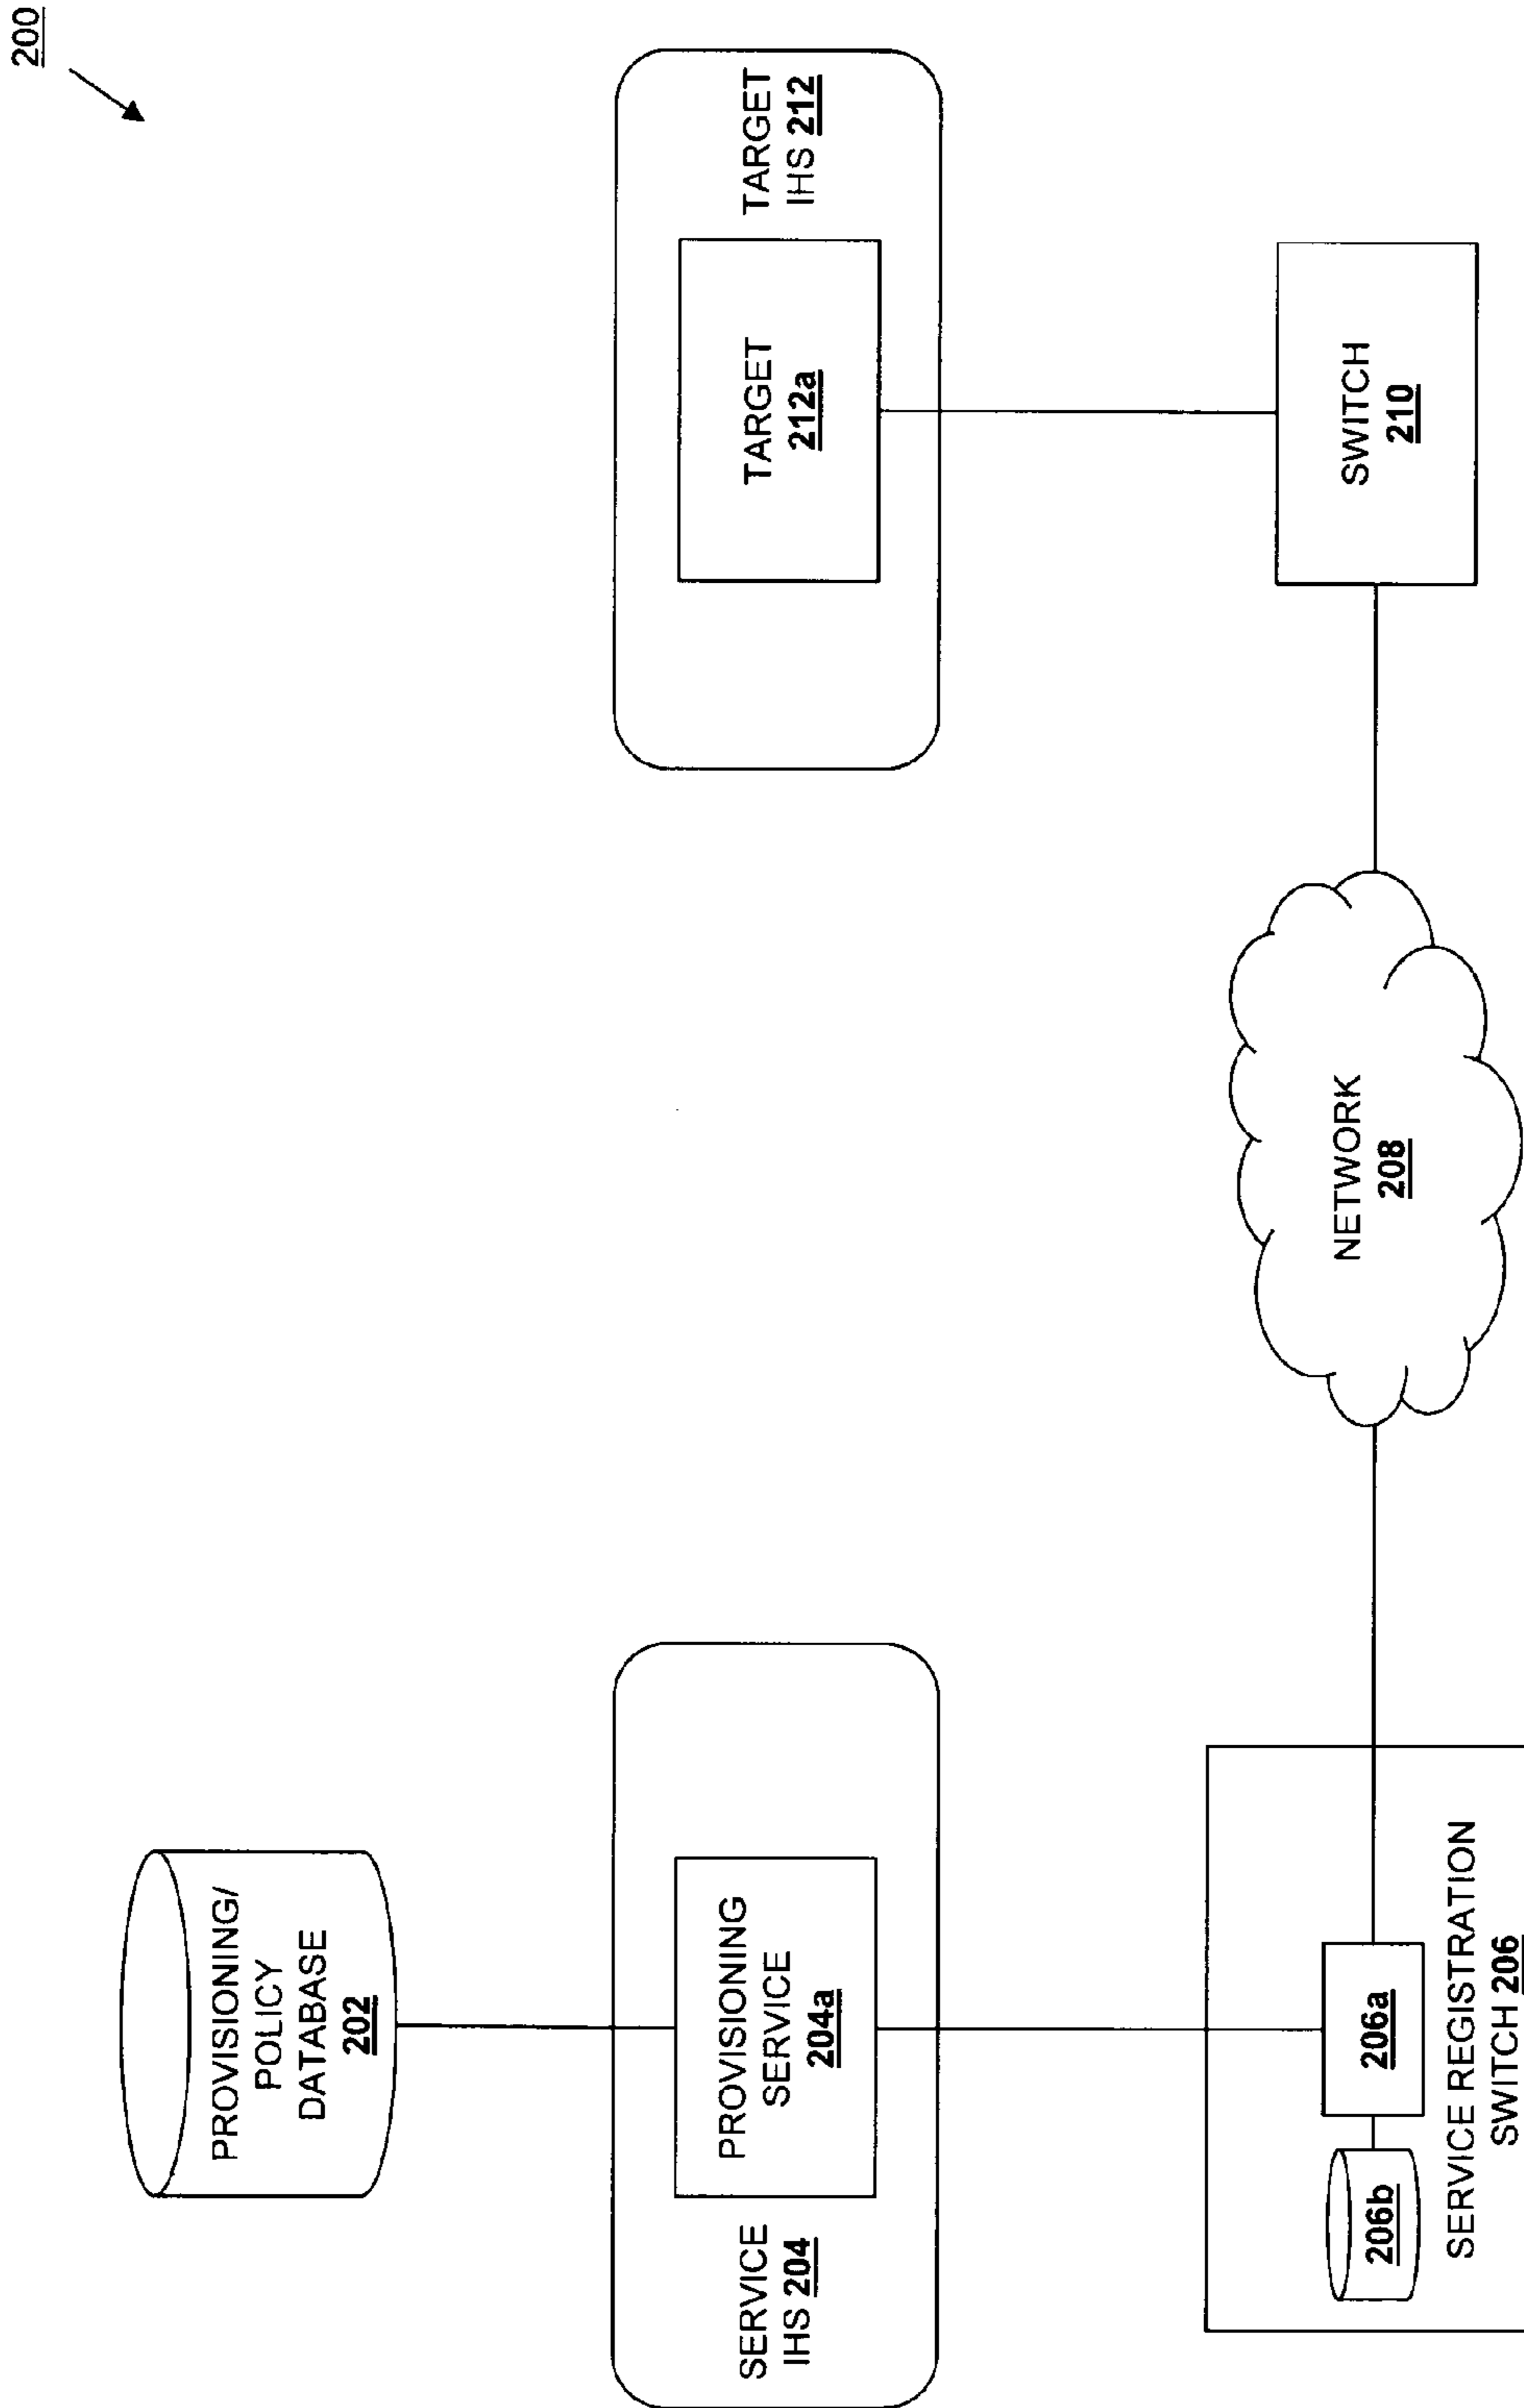 200
PROVISIONING/
POLICY
DATABASE
202
SERVICE
IHS 204
PROVISIONING
SERVICE
204a
TARGET
212a
TARGET
IHS 212
206b
206a
SERVICE REGISTRATION
SWITCH 206
NETWORK
208
SWITCH
210